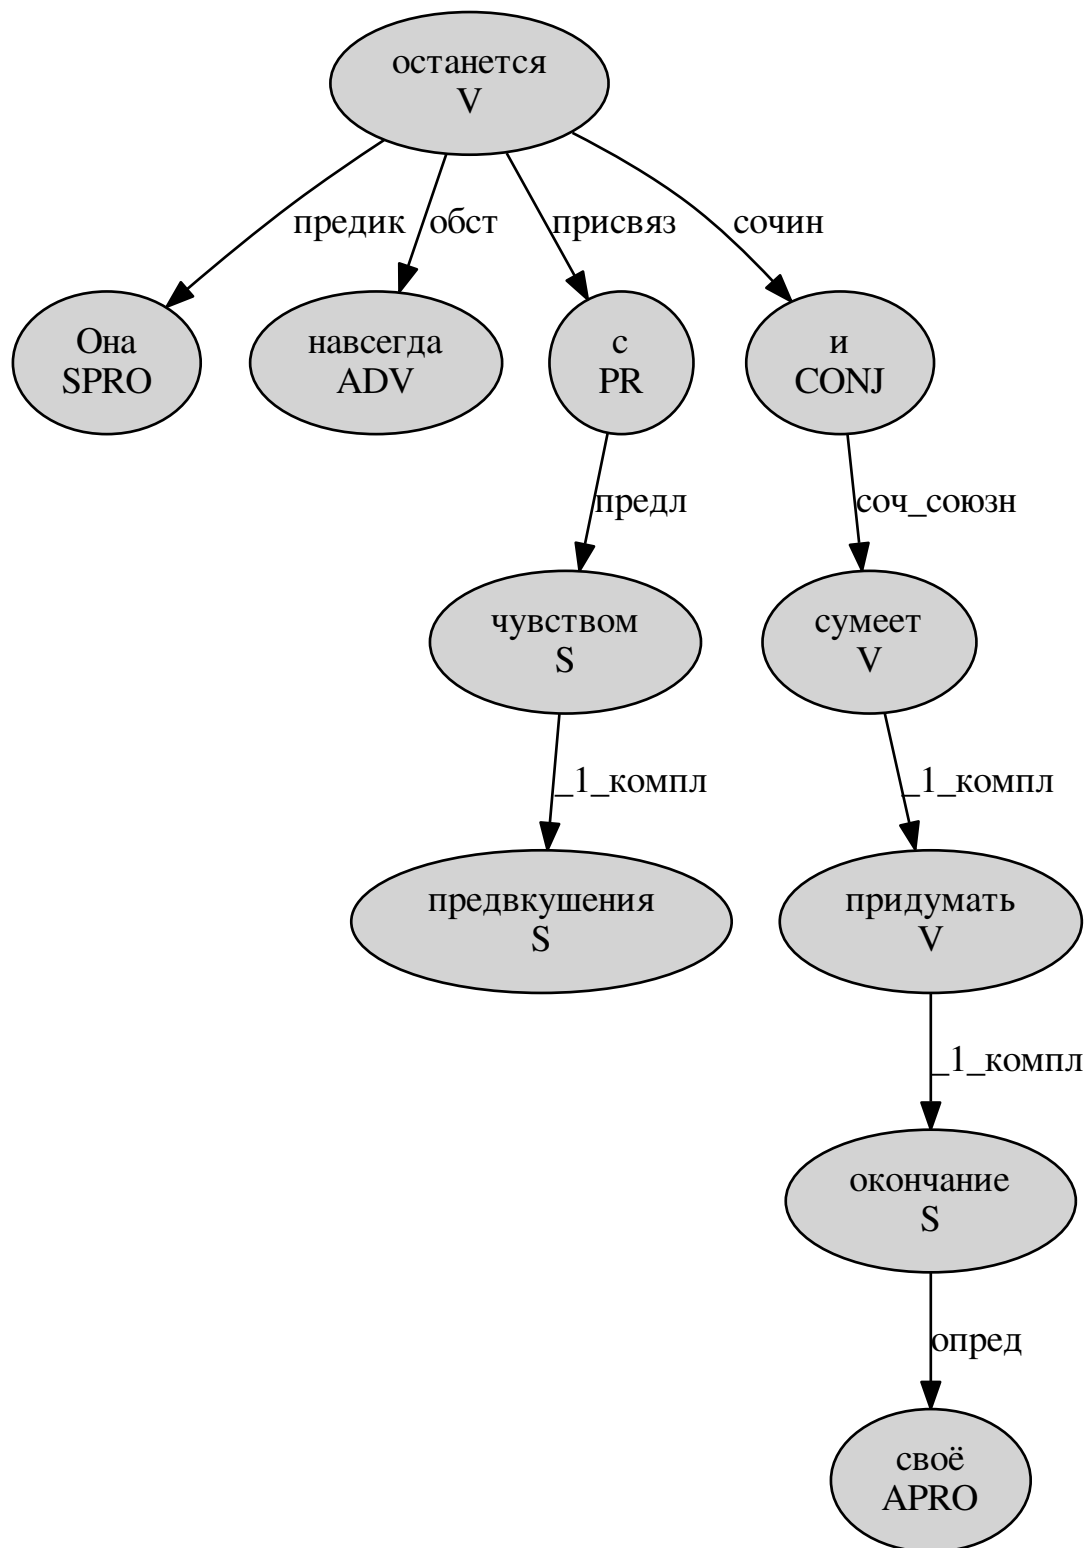 останется
V
предик
обст
присвяз
сочин
Она
SPRO
навсегда
ADV
с
PR
и
CONJ
предл
соч_союзн
чувством
S
сумеет
V
_1_компл
_1_компл
предвкушения
S
придумать
V
_1_компл
окончание
S
опред
своё
APRO